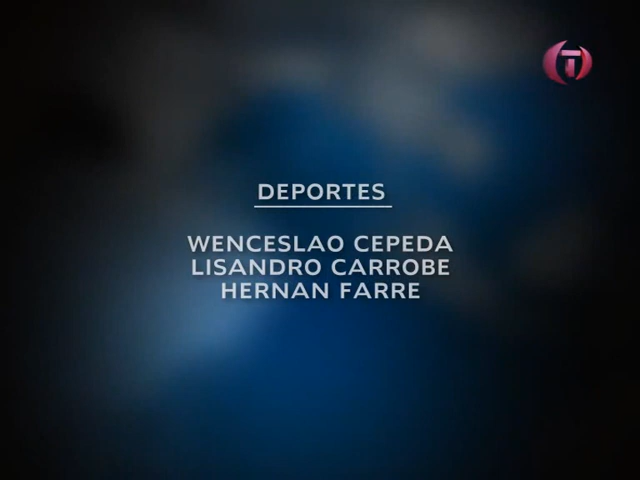 T
DEPORTES
WENCESLAO CEPEDA
LISANDRO CARROBE
HERNAN FARRE